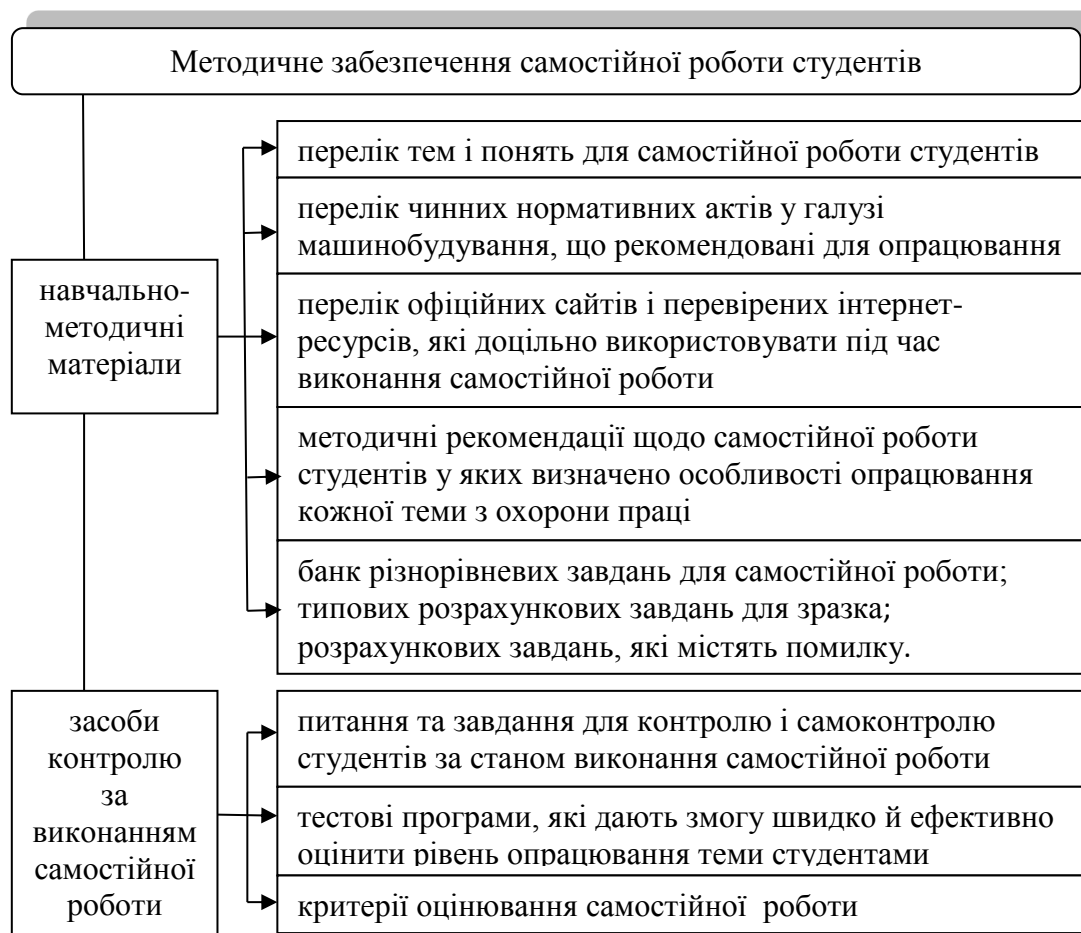 Методичне забезпечення самостійної роботи студентів
навчально-
методичні
матеріали
перелік тем і понять для самостійної роботи студентів
перелік чинних нормативних актів у галузі
машинобудування, що рекомендовані для опрацювання
перелік офіційних сайтів і перевірених інтернет-
ресурсів, які доцільно використовувати під час
виконання самостійної роботи
методичні рекомендації щодо самостійної роботи
студентів у яких визначено особливості опрацювання
кожної теми з охорони праці
банк різнорівневих завдань для самостійної роботи;
типових розрахункових завдань для зразка;
розрахункових завдань, які містять помилку.
засоби
контролю
за
виконанням
самостійної
роботи
питання та завдання для контролю і самоконтролю
студентів за станом виконання самостійної роботи
тестові програми, які дають змогу швидко й ефективно
оцінити рівень опрацювання теми студентами
критерії оцінювання самостійної роботи